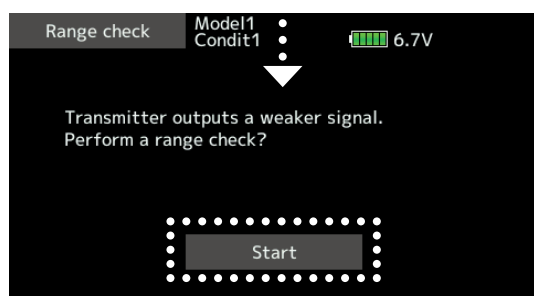 Range check
Model1
Condit1
6.7V
Transmitter outputs a weaker signal.
Perform a range check?
Start